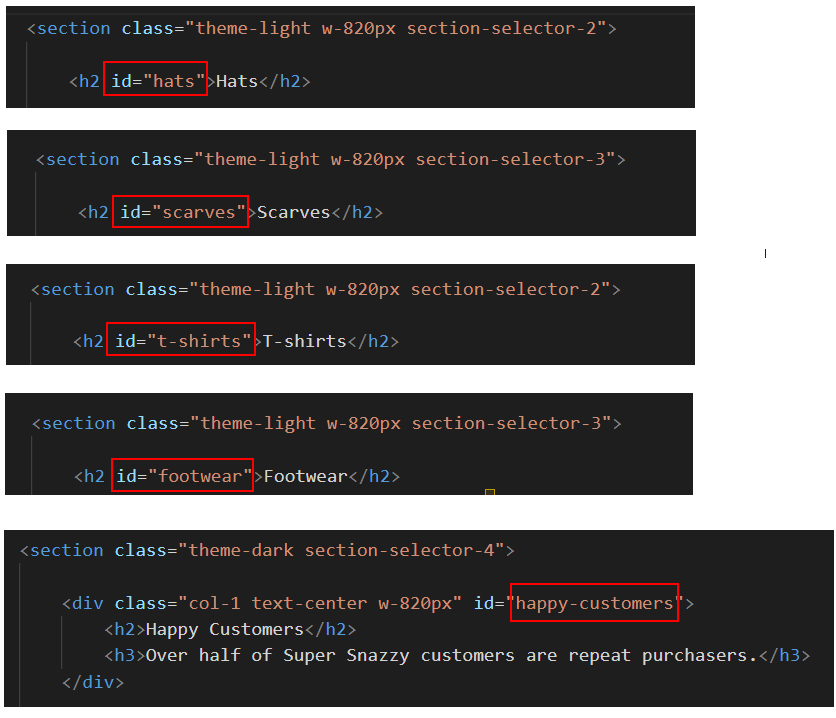 <section class="theme-light w-820px section-selector-2">
<h2 id="hats">Hats</h2>
<section class="theme-light w-820px section-selector-3">
<h2 id="scarves">Scarves</h2>
<section class="theme-light w-820px section-selector-2">
<h2 id="t-shirts">T-shirts</h2>
<section class="theme-light w-820px section-selector-3">
<h2 id="footwear">Footwear</h2>
<section class="theme-dark section-selector-4">
<div class="col-1 text-center w-820px" id="happy-customers">
<h2>Happy Customers</h2>
<h3>Over half of Super Snazzy customers are repeat purchasers.</h3>
</div>